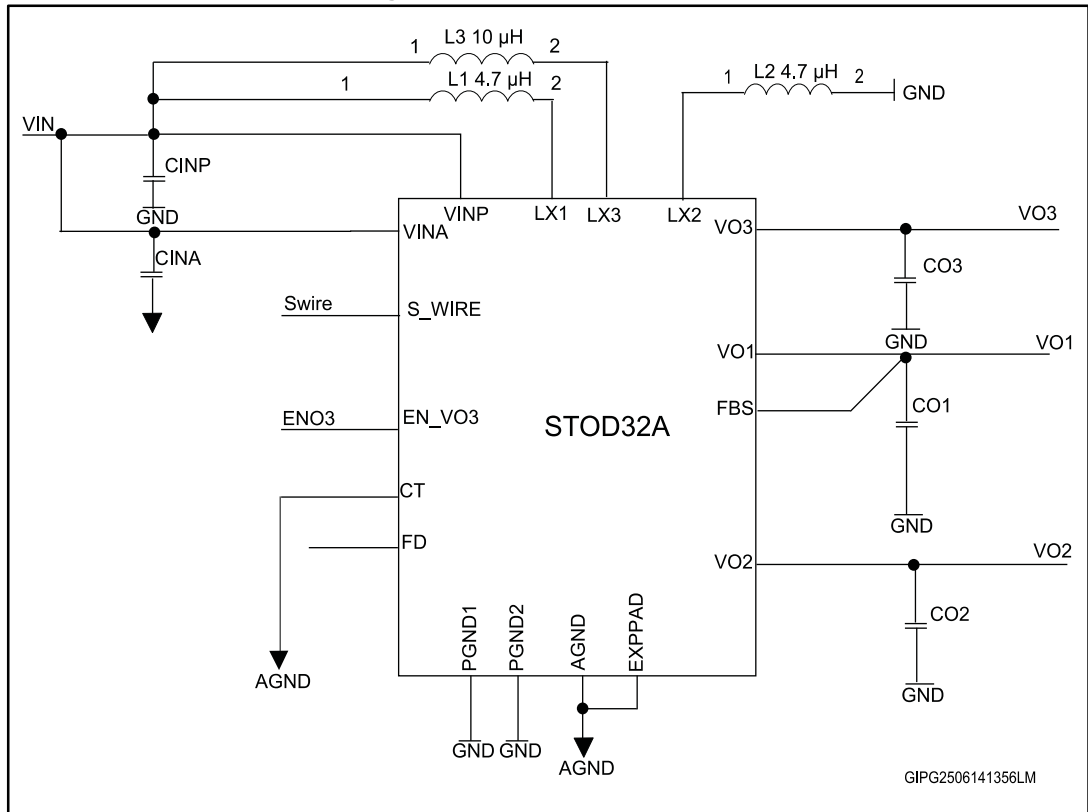 L3 10 µH
1 2
L1 4.7 µH
1 2
L2 4.7 µH
1 2
GND
VIN
CINP
GND
VINP
LX1
LX3
LX2
VO3
VO3
VINA
CINA
CO3
Swire
S_WIRE
GND
VO1
VO1
FBS
CO1
ENO3
EN_VO3
STOD32A
CT
GND
FD
VO2
VO2
CO2
PGND1
PGND2
AGND
EXPPAD
AGND
GND
GND
GND
AGND
GIPG2506141356LM